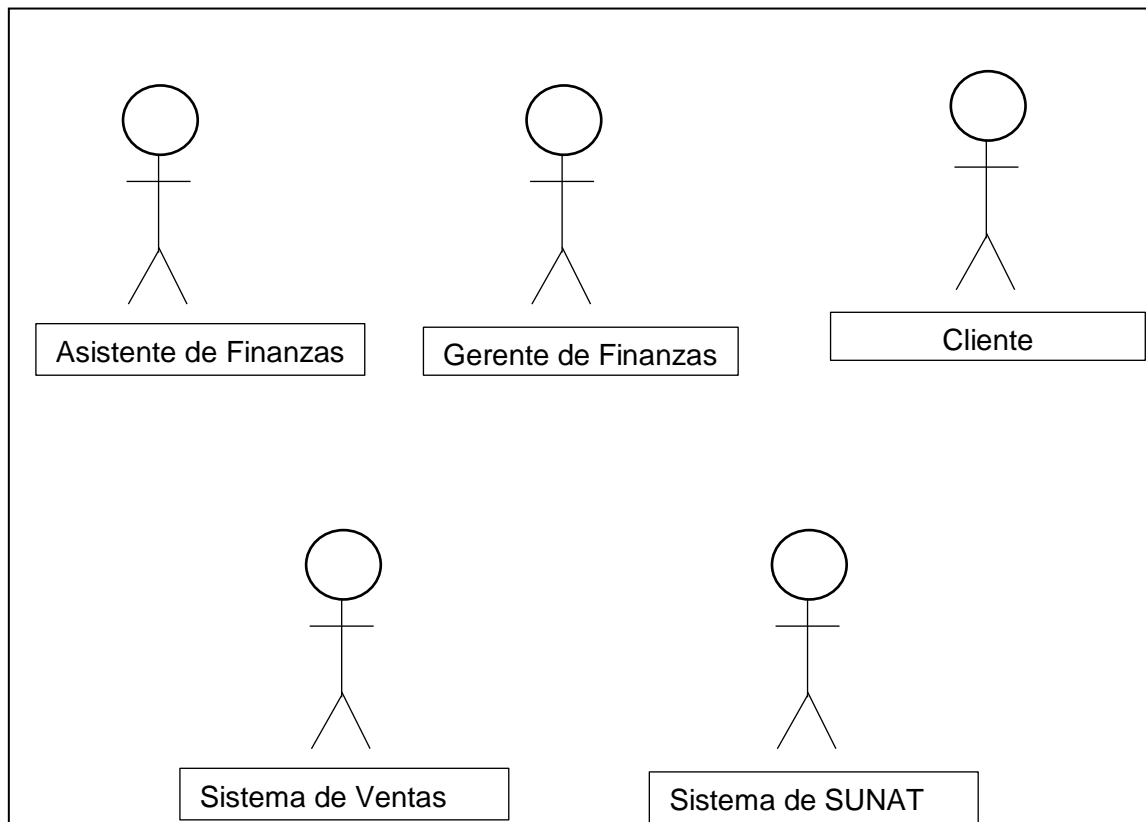 Asistente de Finanzas
Gerente de Finanzas
Cliente
Sistema de Ventas
Sistema de SUNAT